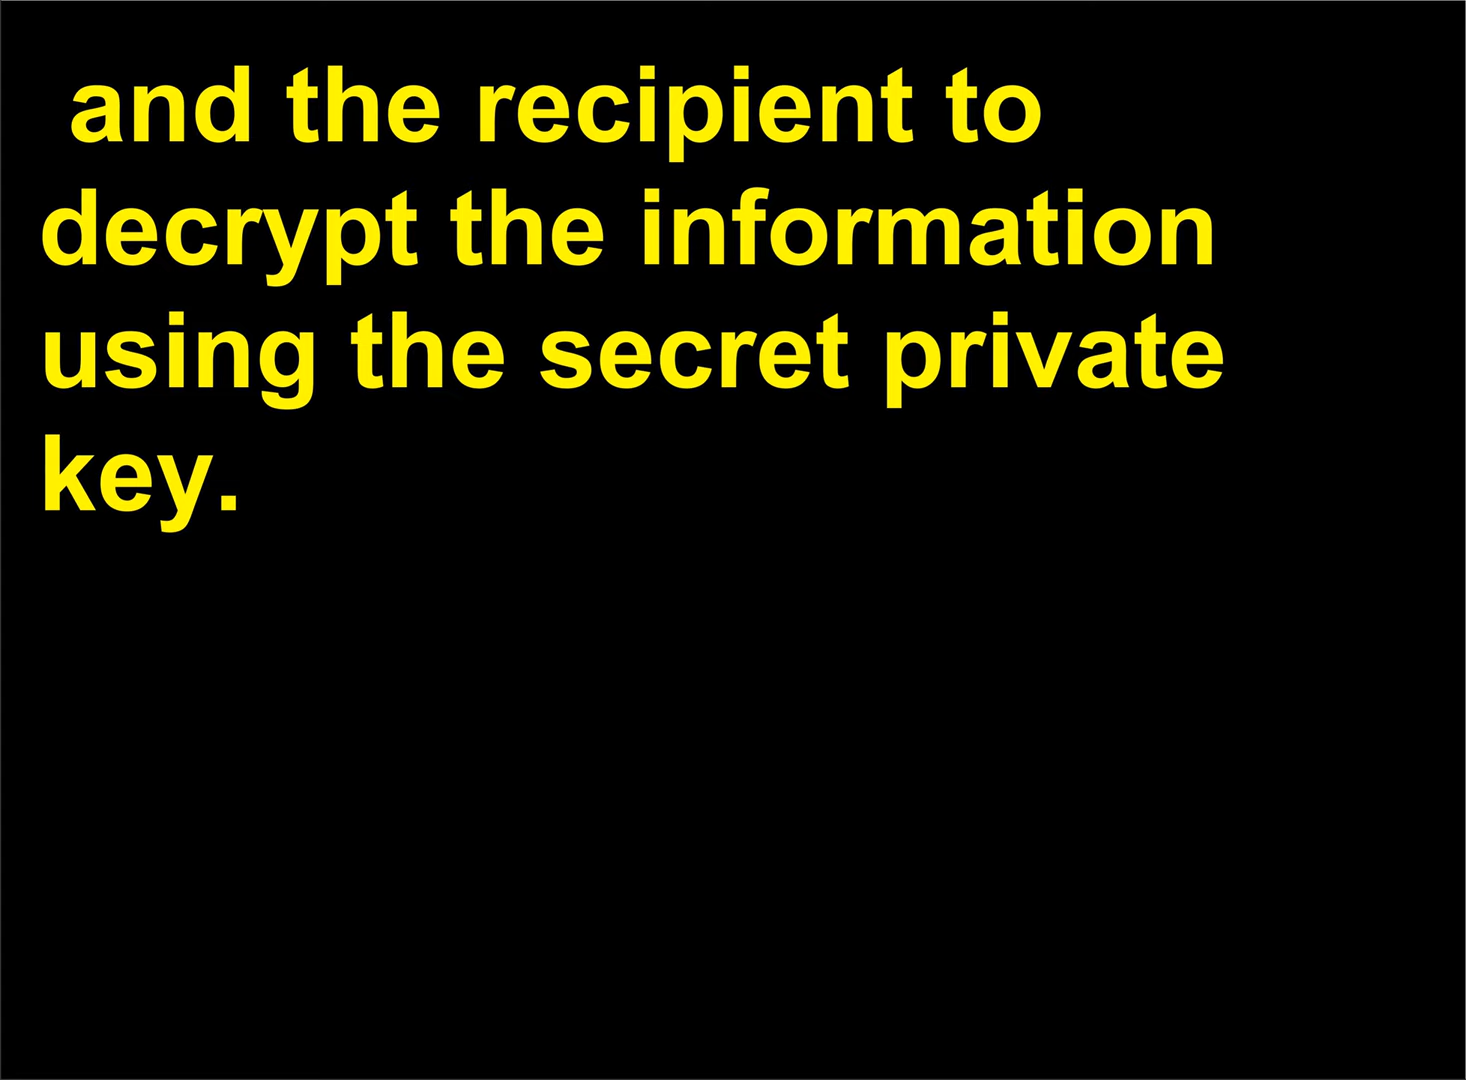 and the recipient to
decrypt the information
using the secret private
key.